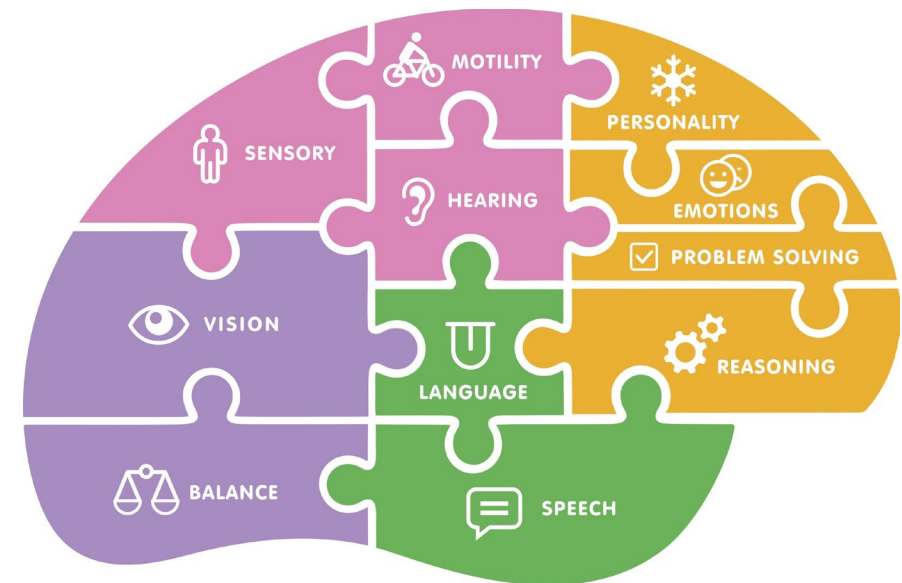 MOTILITY
PERSONALITY
SENSORY
HEARING
EMOTIONS
PROBLEM SOLVING
VISION
LANGUAGE
REASONING
BALANCE
SPEECH